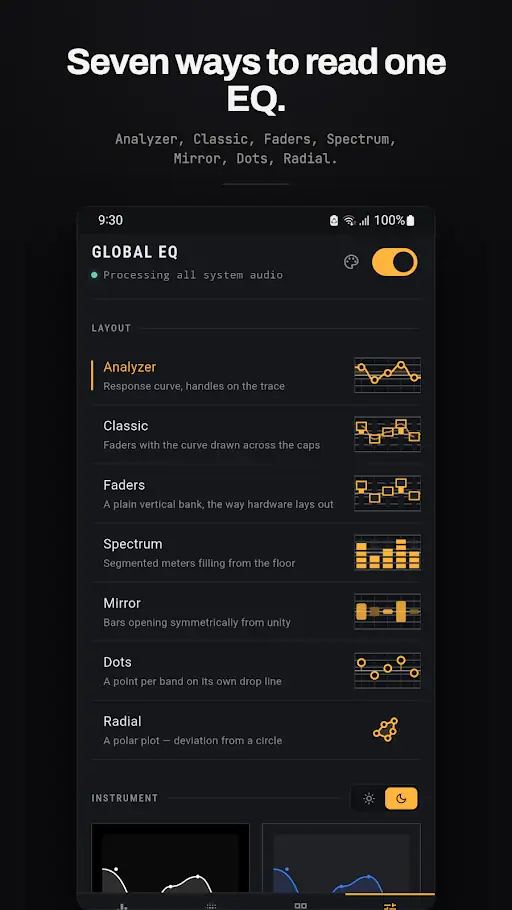 Seven ways to read one
EQ.
Analyzer, Classic, Faders, Spectrum,
Mirror, Dots, Radial.
9:30
100%
GLOBAL EQ
Processing all system audio
LAYOUT
Analyzer
Response curve, handles on the trace
Classic
Faders with the curve drawn across the caps
Faders
A plain vertical bank, the way hardware lays out
Spectrum
Segmented meters filling from the floor
Mirror
Bars opening symmetrically from unity
Dots
A point per band on its own drop line
Radial
A polar plot — deviation from a circle
INSTRUMENT